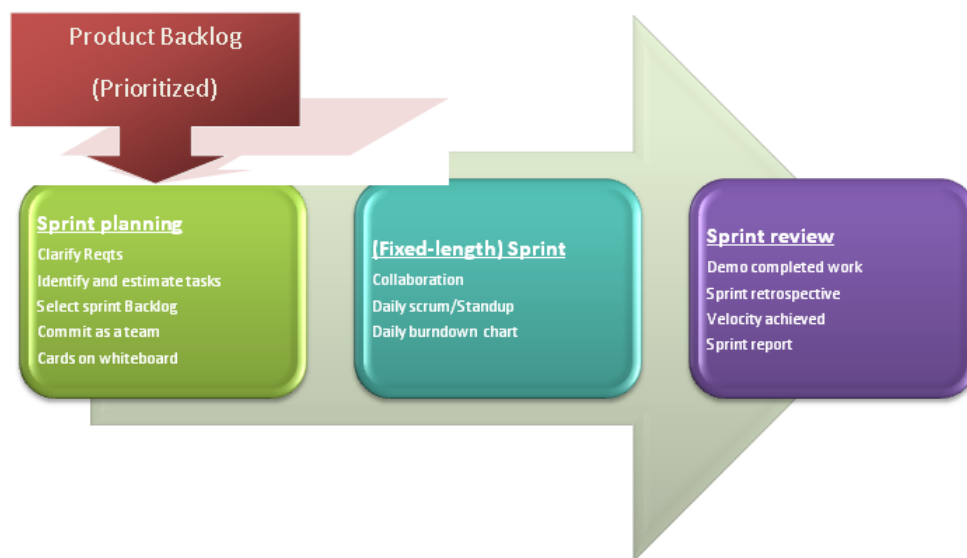 Product Backlog
(Prioritized)
Sprint planning
Clarify Reqts
Identify and estimate tasks
Select sprint Backlog
Commit as a team
Cards on whiteboard
(Fixed-length) Sprint
Collaboration
Daily scrum/Standup
Daily burndown chart
Sprint review
Demo completed work
Sprint retrospective
Velocity achieved
Sprint report